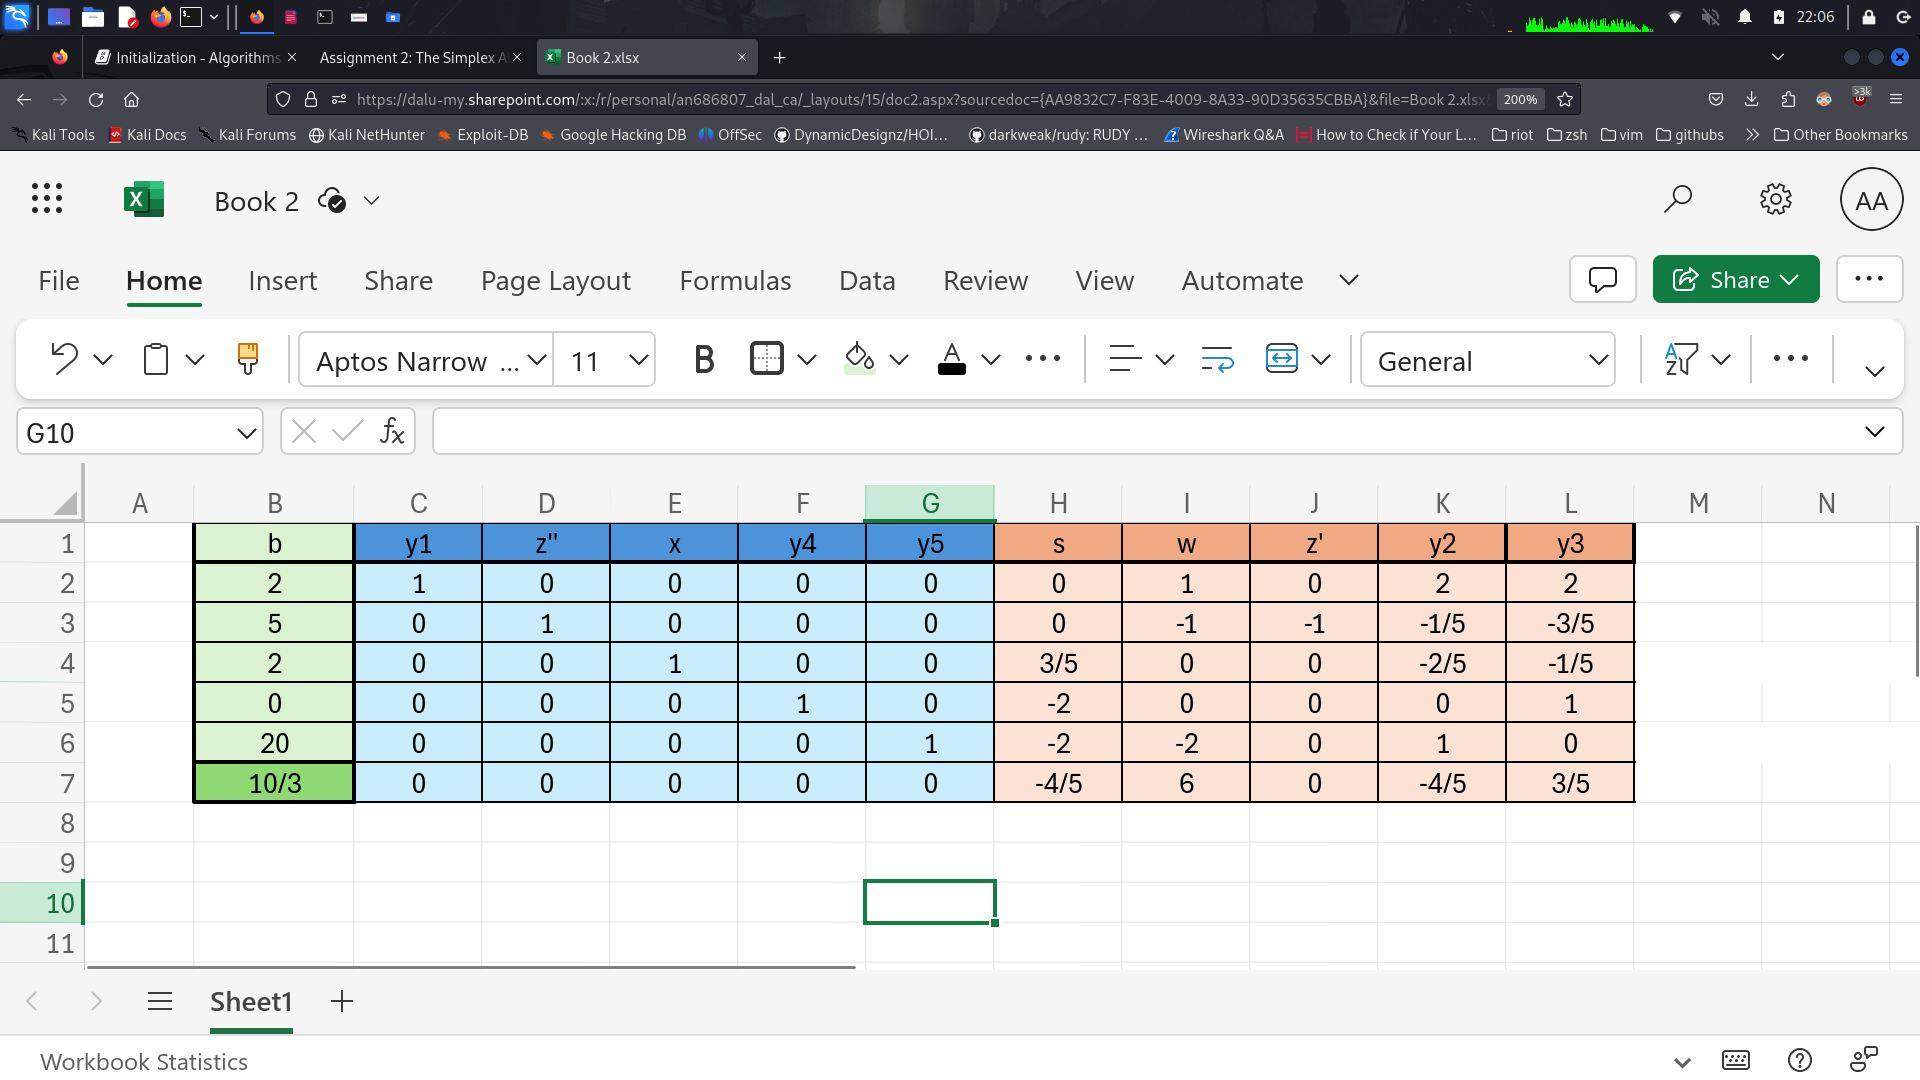 22:06
Initialization - Algorithms
Assignment 2: The Simplex A
Book 2.xlsx
https://dalu-my.sharepoint.com/:x:/r/personal/an686807_dal_ca/_layouts/15/doc2.aspx?sourcedoc={AA9832C7-F83E-4009-8A33-90D35635CBBA}&file=Book 2.xlsx
200%
>3k
Kali Tools Kali Docs Kali Forums Kali NetHunter Exploit-DB Google Hacking DB OffSec DynamicDesignz/HOI… darkweak/rudy: RUDY … Wireshark Q&A How to Check if Your L… riot zsh vim githubs Other Bookmarks
Book 2
AA
File Home Insert Share Page Layout Formulas Data Review View Automate
Share
Aptos Narrow ... 11 B A General
G10 fx
A B C D E F G H I J K L M N
1 b y1 z" x y4 y5 s w z' y2 y3
2 2 1 0 0 0 0 0 1 0 2 2
3 5 0 1 0 0 0 0 -1 -1 -1/5 -3/5
4 2 0 0 1 0 0 3/5 0 0 -2/5 -1/5
5 0 0 0 0 1 0 -2 0 0 0 1
6 20 0 0 0 0 1 -2 -2 0 1 0
7 10/3 0 0 0 0 0 -4/5 6 0 -4/5 3/5
8
9
10
11
Sheet1
Workbook Statistics